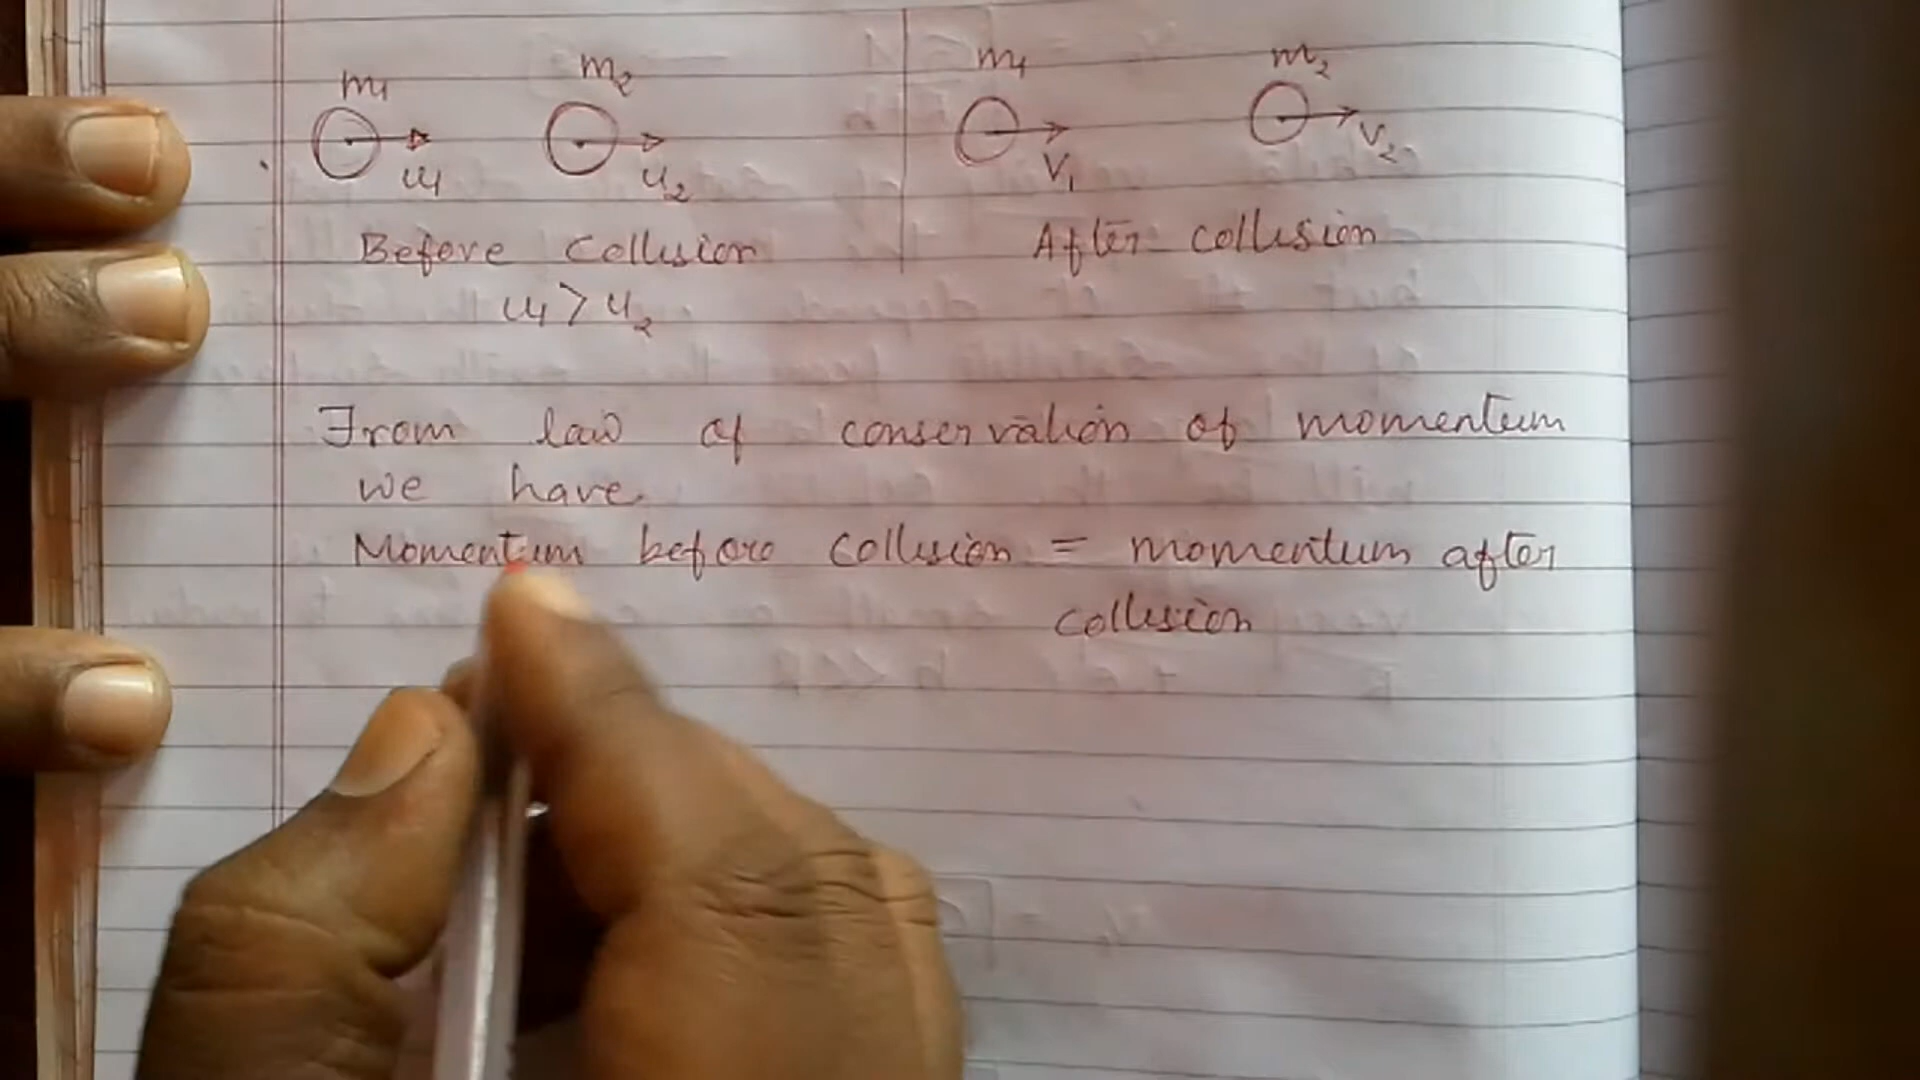 m₁ m₂ m₁ m₂
u₁ u₂ V₁ V₂
Before Collision After collision
u₁ > u₂
From law of conservation of momentum
we have
Momentum before collision = momentum after
collision